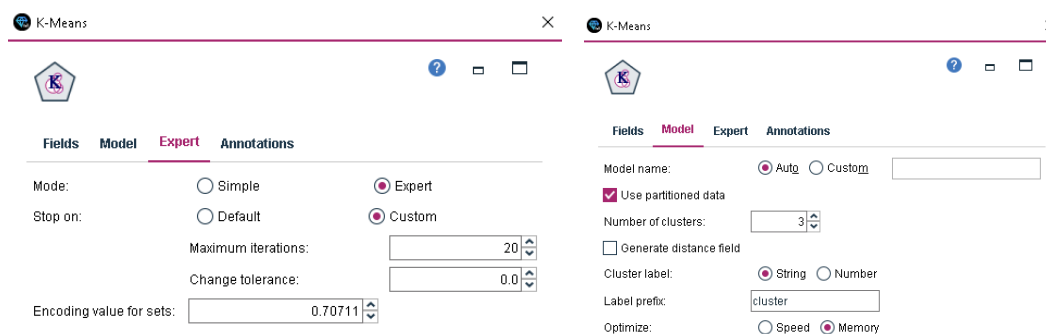 K-Means
?
K
Fields Model Expert Annotations
Mode: Simple Expert
Stop on: Default Custom
Maximum iterations: 20
Change tolerance: 0.0
Encoding value for sets: 0.70711
K-Means
?
K
Fields Model Expert Annotations
Model name: Auto Custom
Use partitioned data
Number of clusters: 3
Generate distance field
Cluster label: String Number
Label prefix: cluster
Optimize: Speed Memory